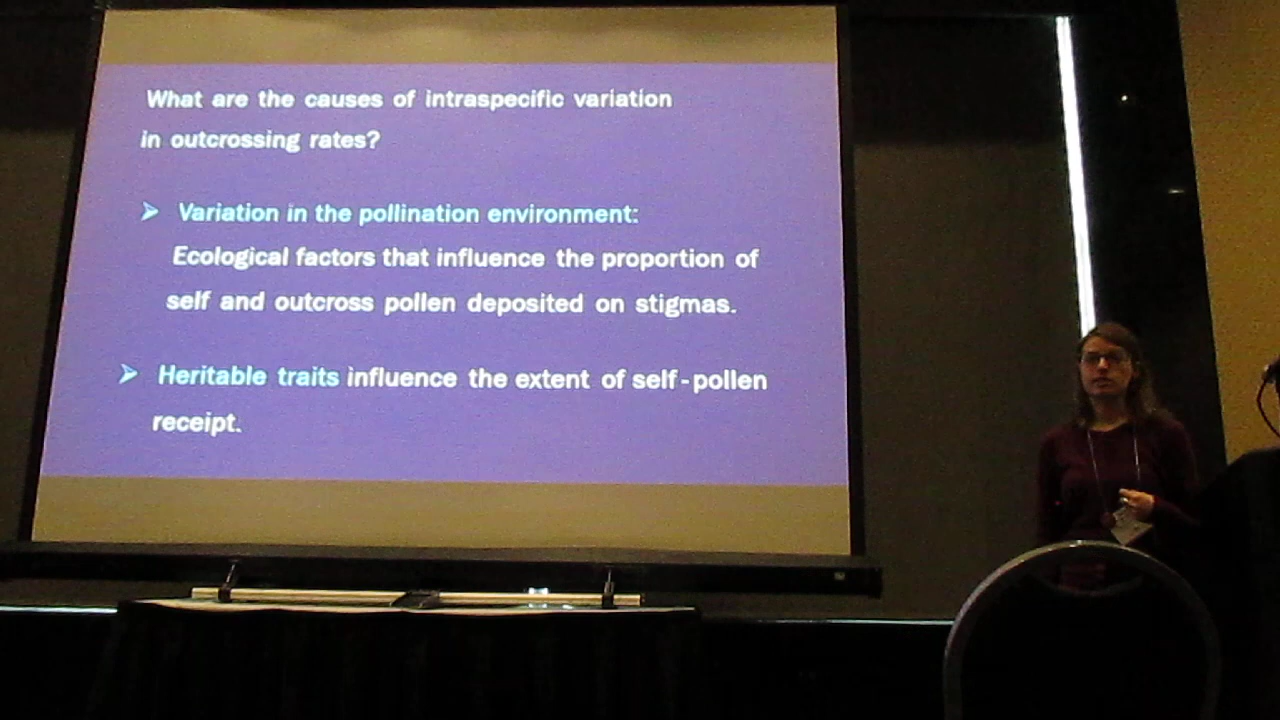 What are the causes of intraspecific variation
in outcrossing rates?
Variation in the pollination environment:
Ecological factors that influence the proportion of
self and outcross pollen deposited on stigmas.
Heritable traits influence the extent of self-pollen
receipt.